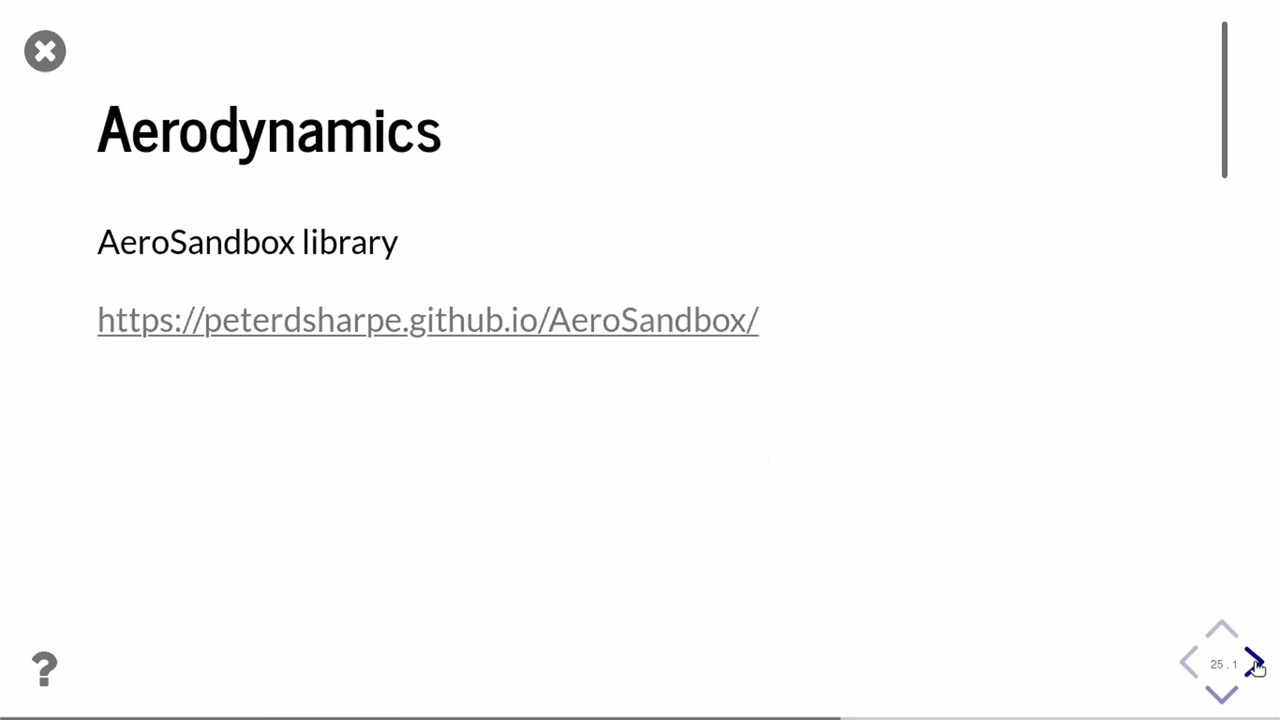 Aerodynamics
AeroSandbox library
https://peterdsharpe.github.io/AeroSandbox/
?
25 . 1